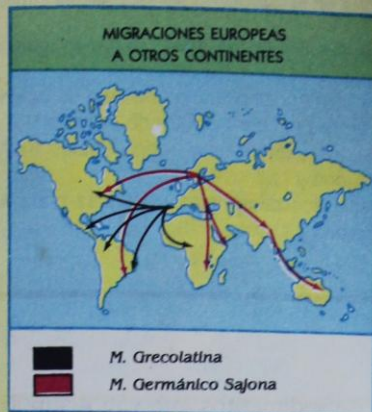 MIGRACIONES EUROPEAS
A OTROS CONTINENTES
M. Grecolatina
M. Germánico Sajona